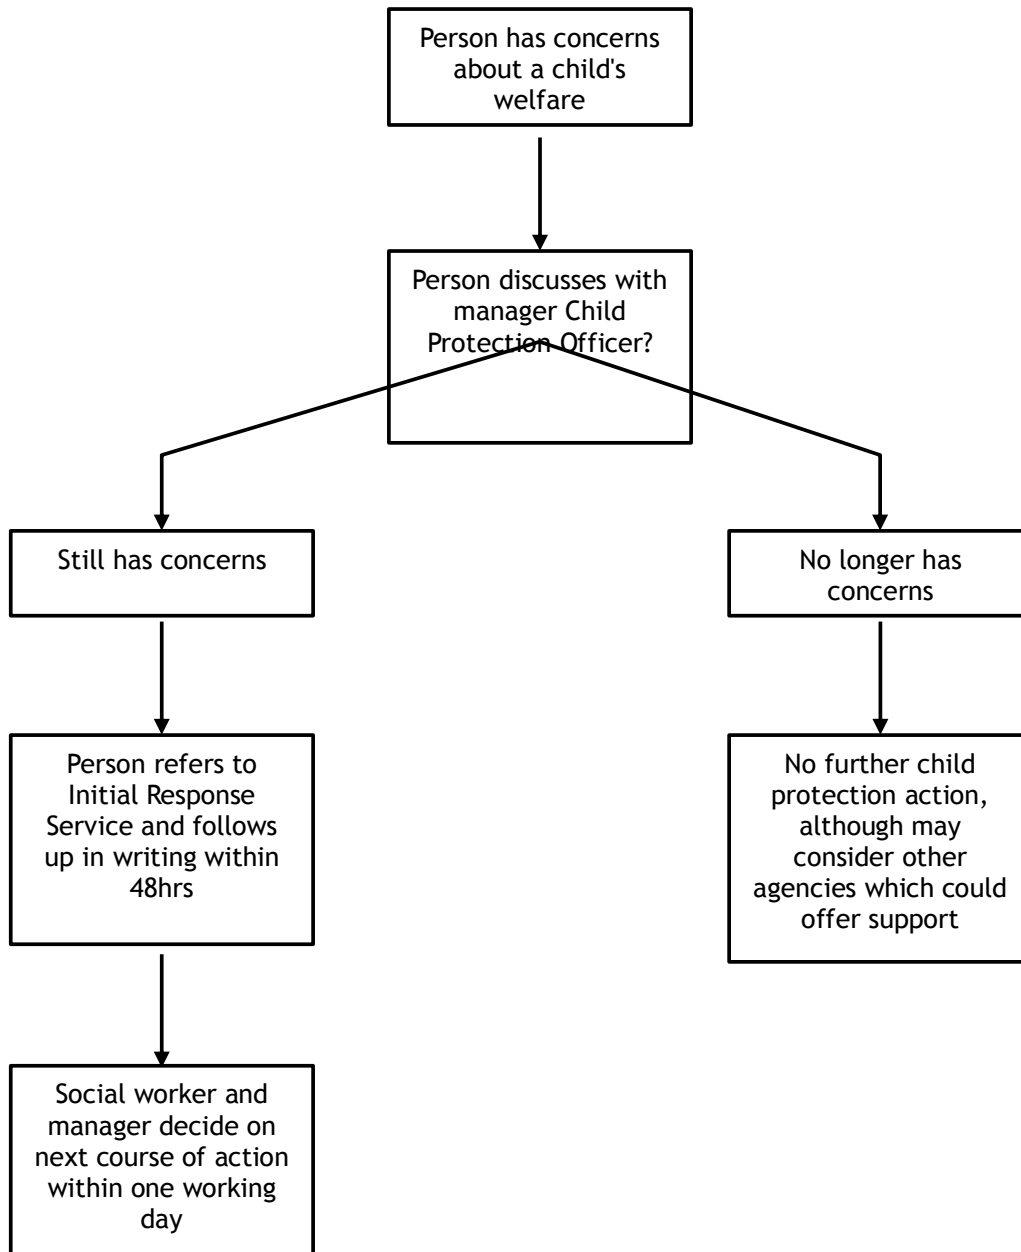 Person has concerns
about a child's
welfare
Person discusses with
manager Child
Protection Officer?
Still has concerns
No longer has
concerns
Person refers to
Initial Response
Service and follows
up in writing within
48hrs
No further child
protection action,
although may
consider other
agencies which could
offer support
Social worker and
manager decide on
next course of action
within one working
day